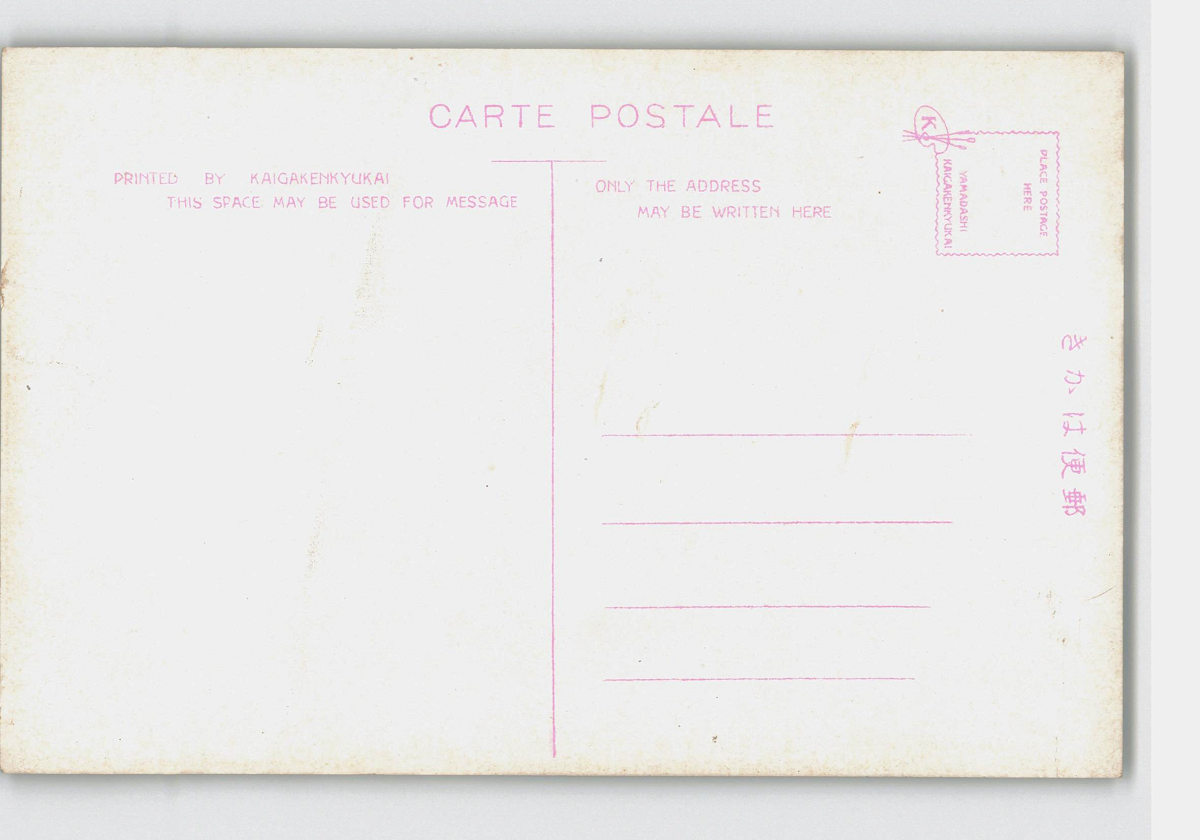 CARTE POSTALE
PRINTED BY KAIGAKENKYUKAI
THIS SPACE MAY BE USED FOR MESSAGE
ONLY THE ADDRESS
MAY BE WRITTEN HERE
K
PLACE POSTAGE
HERE
YAMADASHI
KAIGAKENKYUKAI
郵便はかき